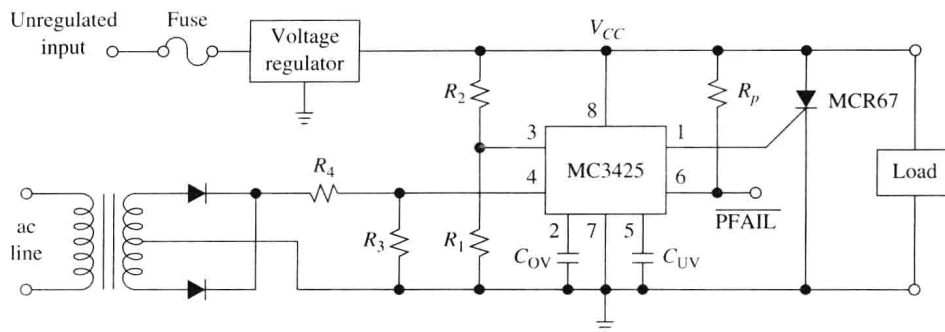 Unregulated
input
Fuse
Voltage
regulator
V_CC
R_2
R_p
MCR67
8
3
1
MC3425
4
6
R_4
PFAIL
Load
ac
line
2
7
5
R_3
R_1
C_OV
C_UV